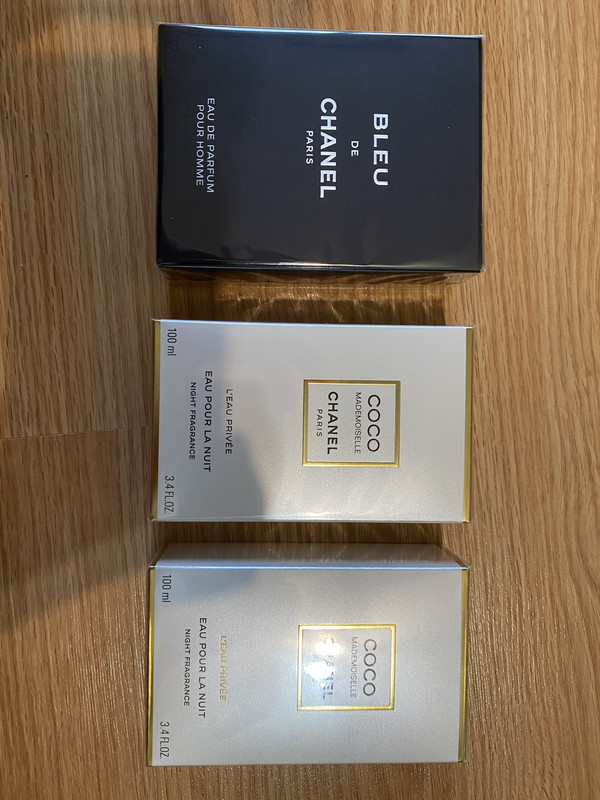 BLEU
DE
CHANEL
PARIS
EAU DE PARFUM
POUR HOMME
COCO
MADEMOISELLE
CHANEL
PARIS
L'EAU PRIVÉE
EAU POUR LA NUIT
NIGHT FRAGRANCE
100 ml
3.4 FL.OZ.
COCO
MADEMOISELLE
CHANEL
L'EAU PRIVÉE
EAU POUR LA NUIT
NIGHT FRAGRANCE
100 ml
3.4 FL.OZ.